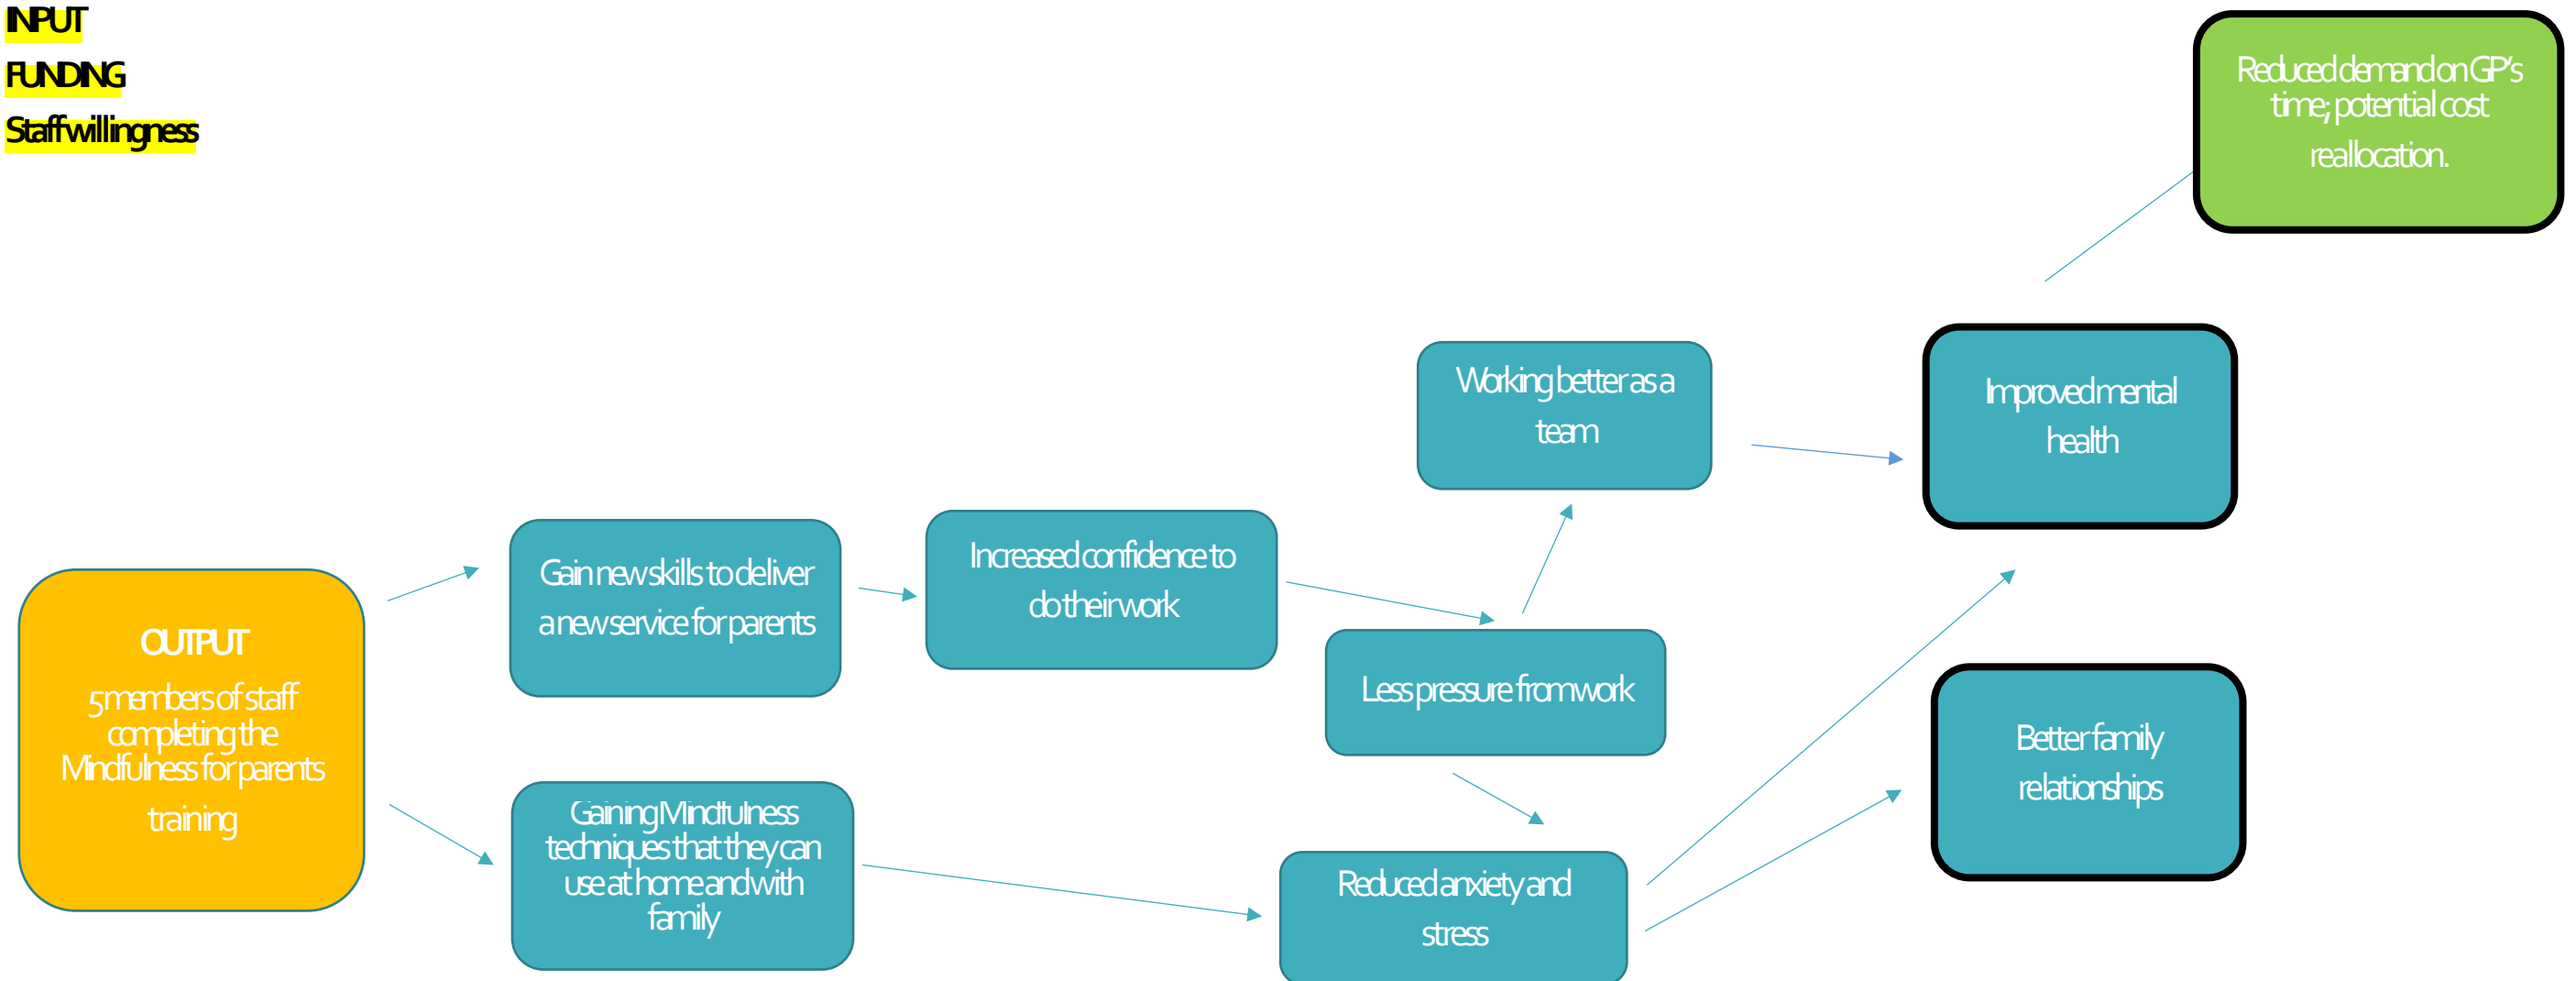 INPUT
FUNDING
Staff willingness
Reduced demand on GP's
time; potential cost
reallocation.
Working better as a
team
Improved mental
health
Gain new skills to deliver
a new service for parents
Increased confidence to
do their work
OUTPUT
5 members of staff
completing the
Mindfulness for parents
training
Less pressure from work
Better family
relationships
Gaining Mindfulness
techniques that they can
use at home and with
family
Reduced anxiety and
stress